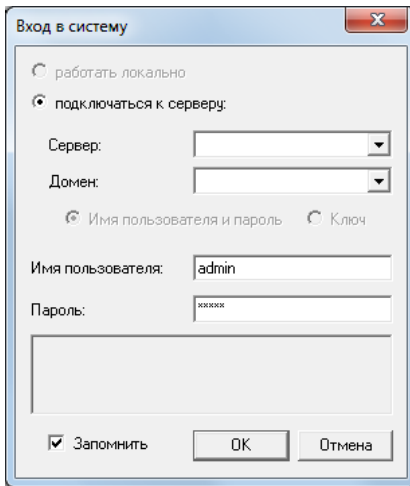 Вход в систему
работать локально
подключаться к серверу:
Сервер:
Домен:
Имя пользователя и пароль Ключ
Имя пользователя: admin
Пароль: *****
Запомнить OK Отмена